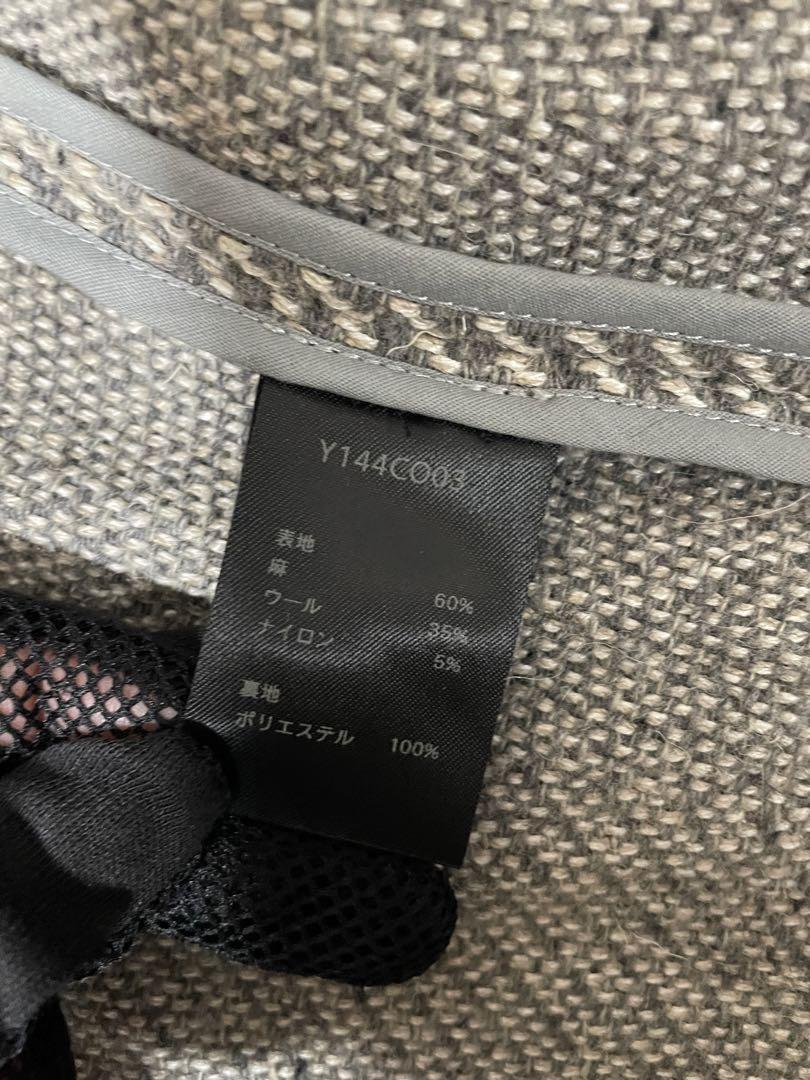 Y144CO03
表地
麻 60%
ウール 35%
ナイロン 5%
裏地
ポリエステル 100%